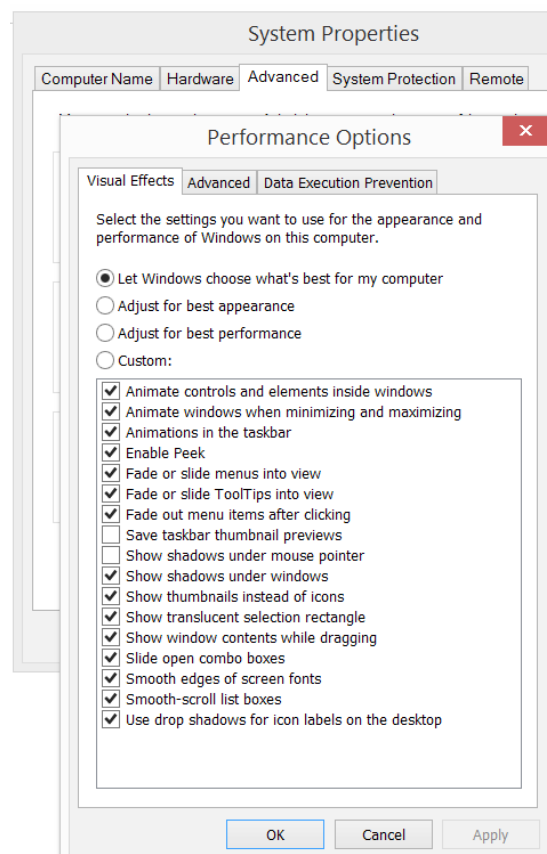 System Properties
Computer Name Hardware Advanced System Protection Remote
Performance Options
Visual Effects Advanced Data Execution Prevention
Select the settings you want to use for the appearance and
performance of Windows on this computer.
Let Windows choose what's best for my computer
Adjust for best appearance
Adjust for best performance
Custom:
Animate controls and elements inside windows
Animate windows when minimizing and maximizing
Animations in the taskbar
Enable Peek
Fade or slide menus into view
Fade or slide ToolTips into view
Fade out menu items after clicking
Save taskbar thumbnail previews
Show shadows under mouse pointer
Show shadows under windows
Show thumbnails instead of icons
Show translucent selection rectangle
Show window contents while dragging
Slide open combo boxes
Smooth edges of screen fonts
Smooth-scroll list boxes
Use drop shadows for icon labels on the desktop
OK Cancel Apply